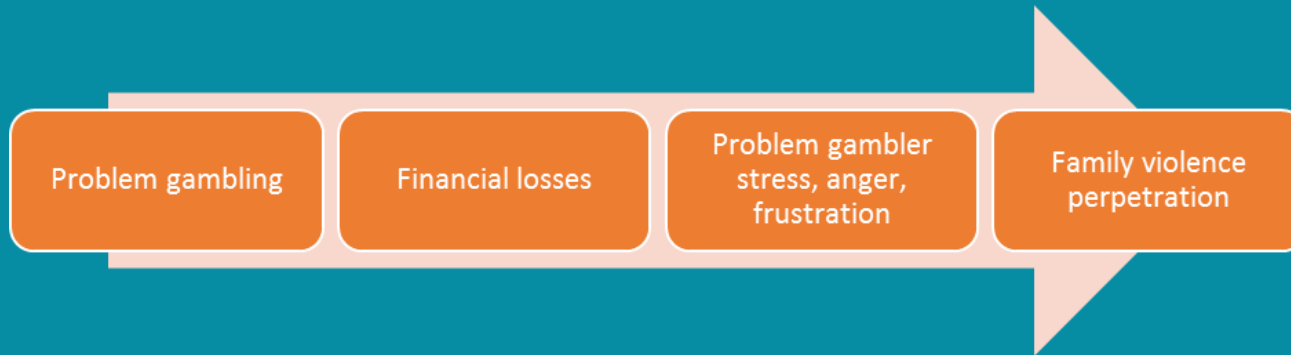 Problem gambling
Financial losses
Problem gambler
stress, anger,
frustration
Family violence
perpetration